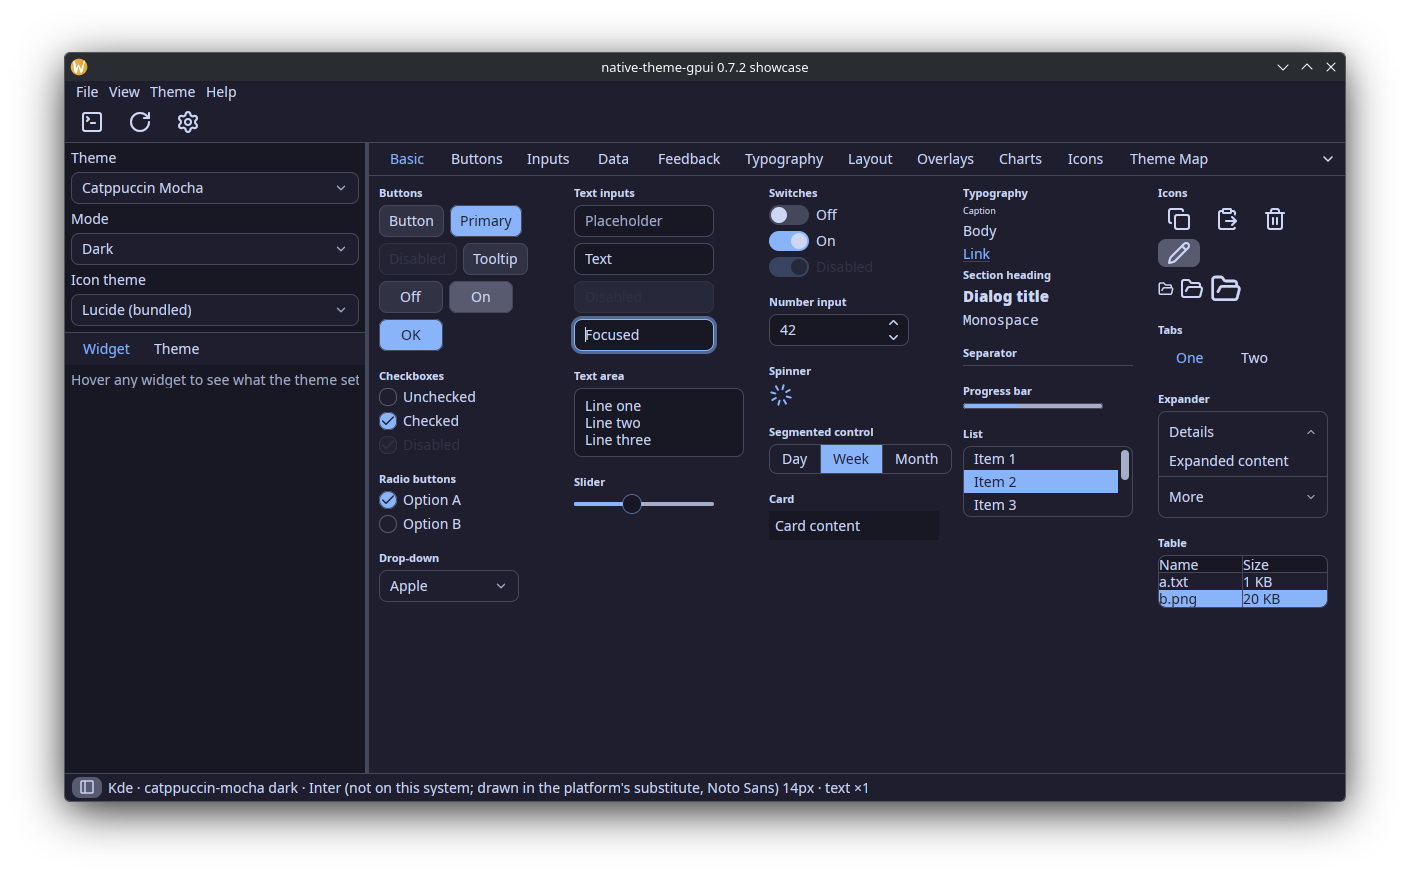 native-theme-gpui 0.7.2 showcase
File View Theme Help
Theme
Catppuccin Mocha
Mode
Dark
Icon theme
Lucide (bundled)
Widget Theme
Hover any widget to see what the theme set
Basic Buttons Inputs Data Feedback Typography Layout Overlays Charts Icons Theme Map
Buttons
Button Primary
Disabled Tooltip
Off On
OK
Checkboxes
Unchecked
Checked
Disabled
Radio buttons
Option A
Option B
Drop-down
Apple
Text inputs
Placeholder
Text
Disabled
Focused
Text area
Line one
Line two
Line three
Slider
Switches
Off
On
Disabled
Number input
42
Spinner
Segmented control
Day Week Month
Card
Card content
Typography
Caption
Body
Link
Section heading
Dialog title
Monospace
Separator
Progress bar
List
Item 1
Item 2
Item 3
Icons
Tabs
One Two
Expander
Details
Expanded content
More
Table
Name Size
a.txt 1 KB
b.png 20 KB
Kde · catppuccin-mocha dark · Inter (not on this system; drawn in the platform's substitute, Noto Sans) 14px · text ×1